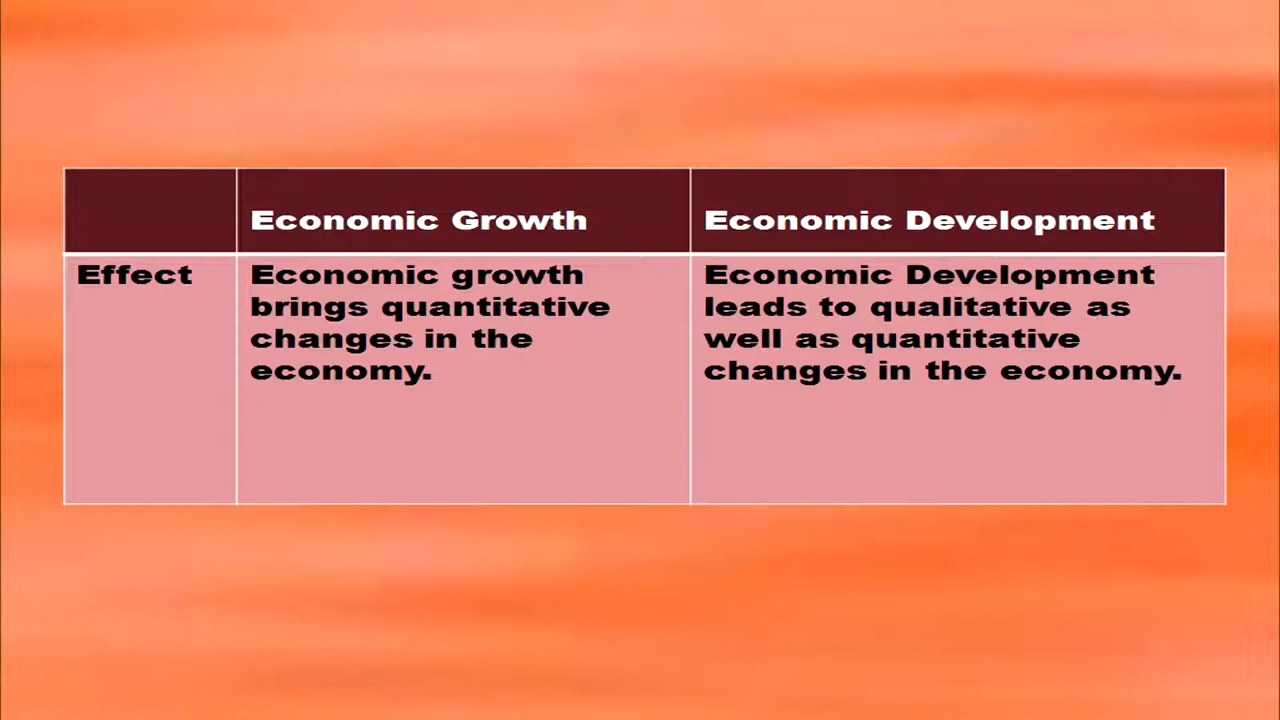 Economic Growth
Economic Development
Effect
Economic growth
brings quantitative
changes in the
economy.
Economic Development
leads to qualitative as
well as quantitative
changes in the economy.